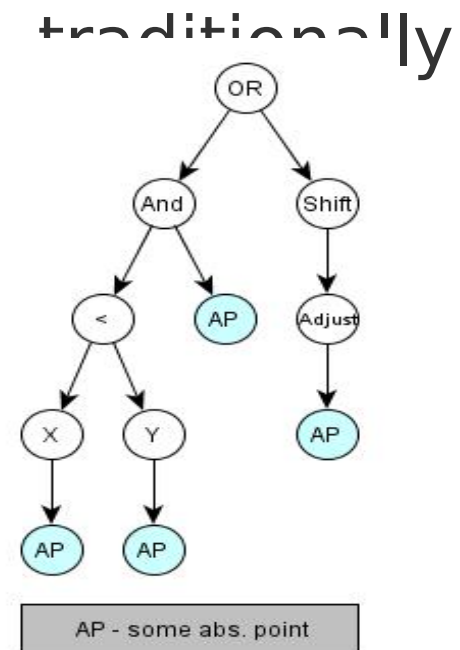 traditionally
OR
And
Shift
<
AP
Adjust
X
Y
AP
AP
AP
AP - some abs. point